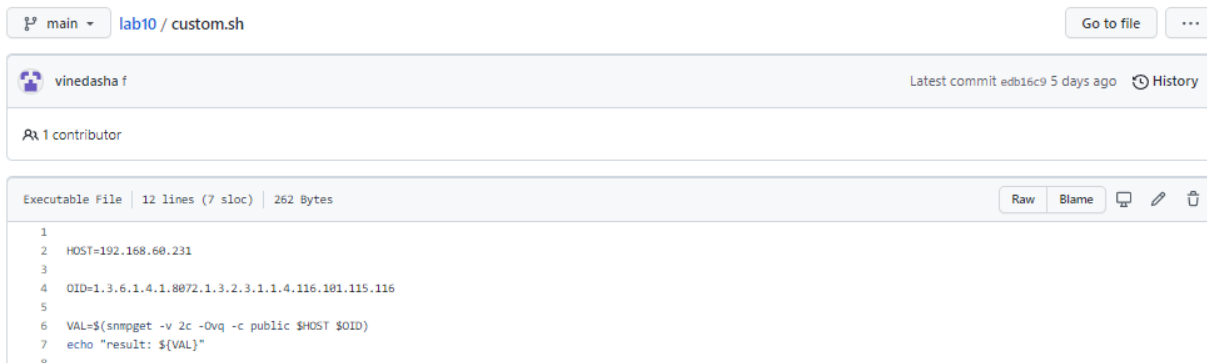 main lab10 / custom.sh Go to file ...
vinedasha f Latest commit edb16c9 5 days ago History
1 contributor
Executable File 12 lines (7 sloc) 262 Bytes Raw Blame
1
2 HOST=192.168.60.231
3
4 OID=1.3.6.1.4.1.8072.1.3.2.3.1.1.4.116.101.115.116
5
6 VAL=$(snmpget -v 2c -Ovq -c public $HOST $OID)
7 echo "result: ${VAL}"
8